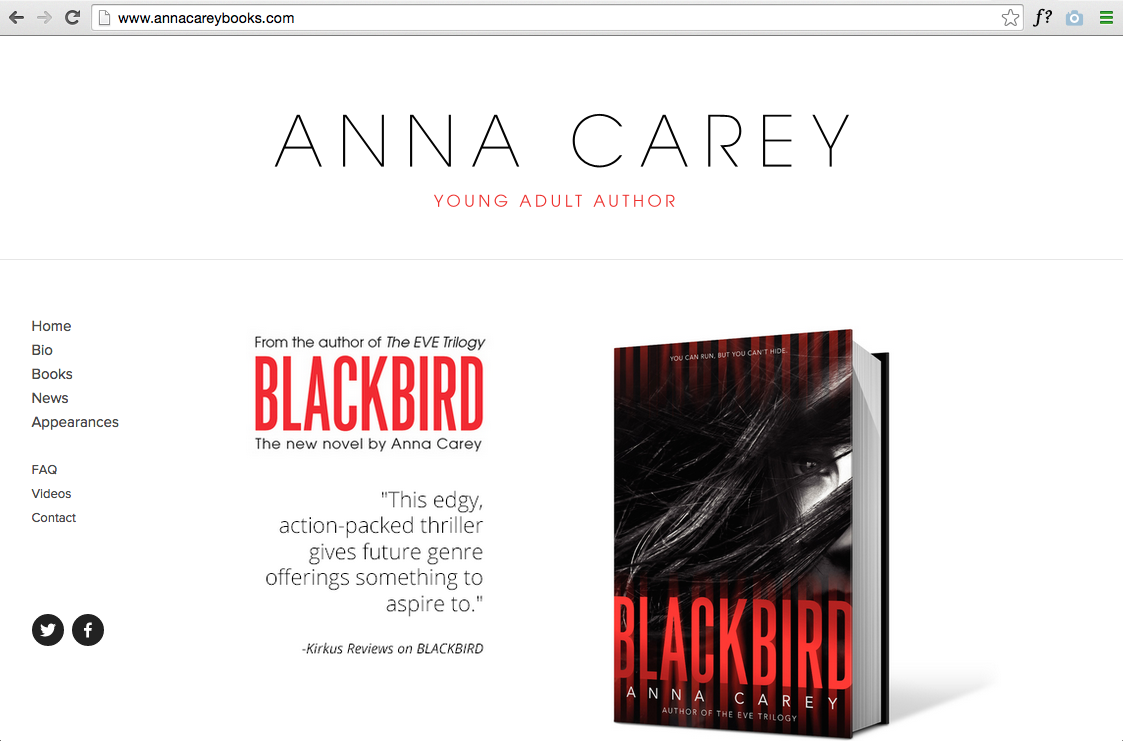 www.annacareybooks.com
f?
ANNA CAREY
YOUNG ADULT AUTHOR
Home
Bio
Books
News
Appearances
FAQ
Videos
Contact
From the author of The EVE Trilogy
BLACKBIRD
The new novel by Anna Carey
"This edgy,
action-packed thriller
gives future genre
offerings something to
aspire to."
-Kirkus Reviews on BLACKBIRD
YOU CAN RUN, BUT YOU CAN'T HIDE.
BLACKBIRD
ANNA CAREY
AUTHOR OF THE EVE TRILOGY